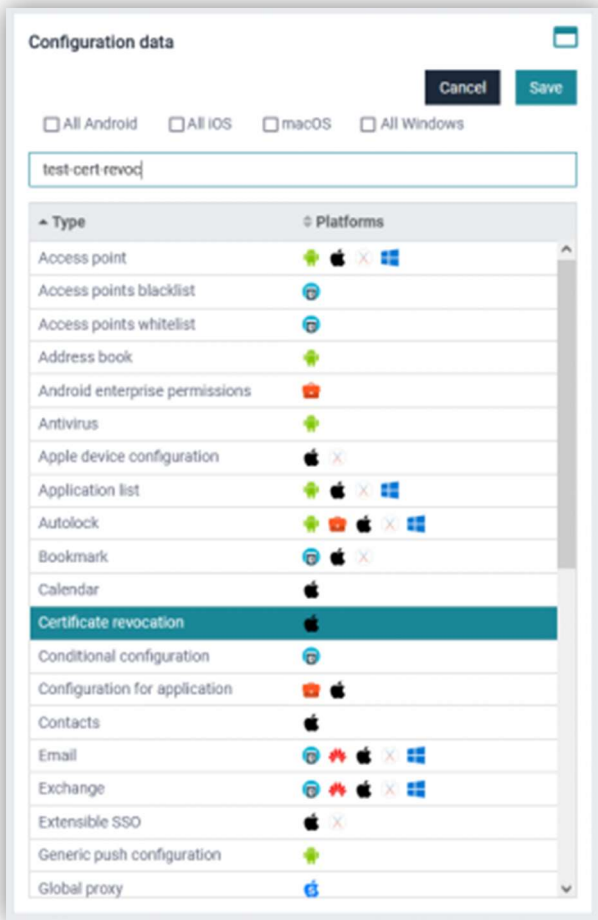 Configuration data
Cancel Save
All Android All iOS macOS All Windows
test-cert-revoc
Type Platforms
Access point
Access points blacklist
Access points whitelist
Address book
Android enterprise permissions
Antivirus
Apple device configuration
Application list
Autolock
Bookmark
Calendar
Certificate revocation
Conditional configuration
Configuration for application
Contacts
Email
Exchange
Extensible SSO
Generic push configuration
Global proxy